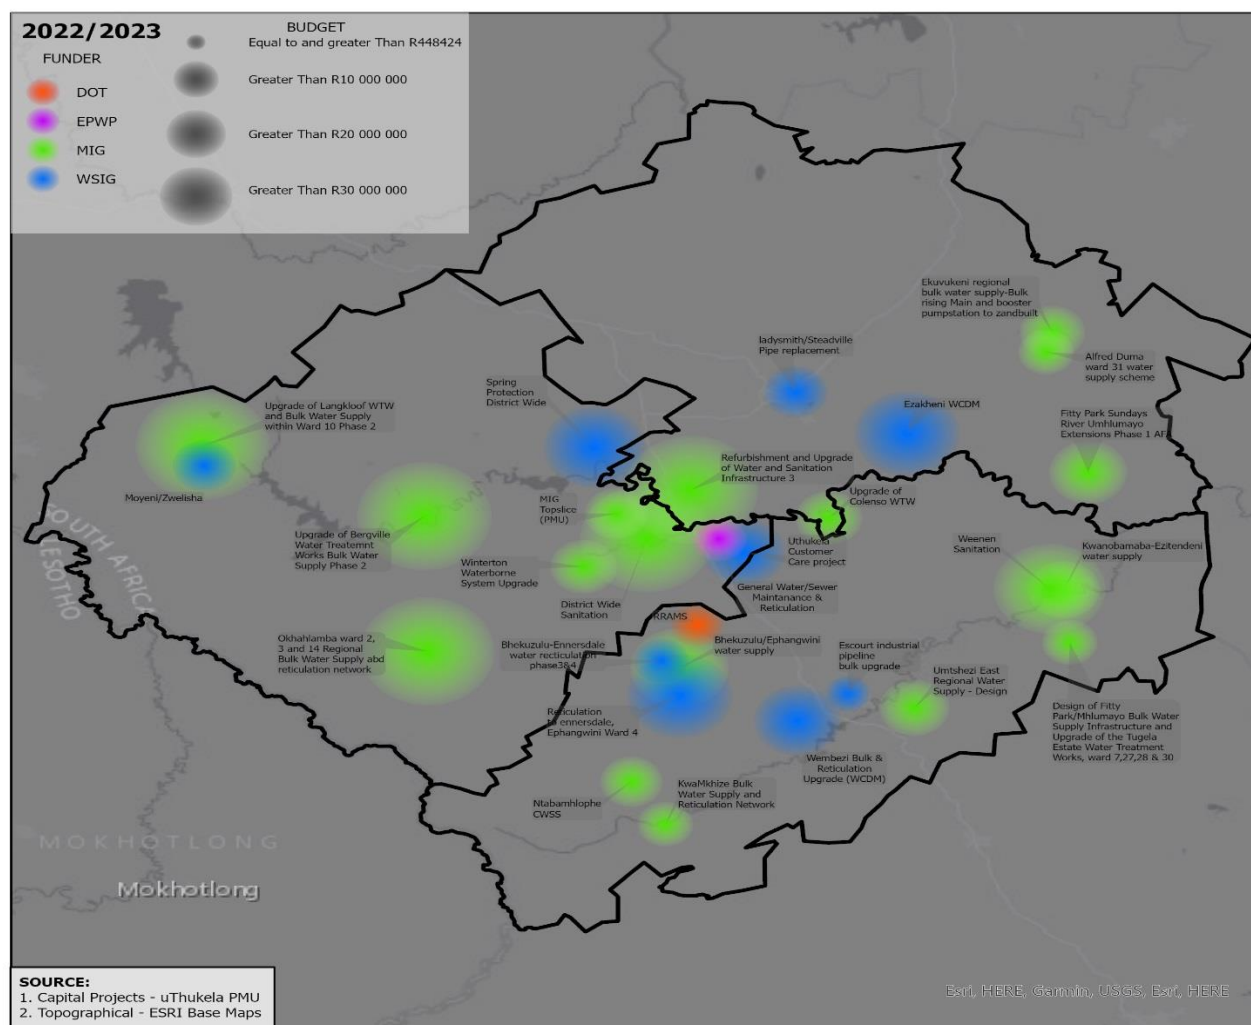 2022/2023
FUNDER
DOT
EPWP
MIG
WSIG
BUDGET
Equal to and greater Than R448424
Greater Than R10 000 000
Greater Than R20 000 000
Greater Than R30 000 000
Ekuvukeni regional
bulk water supply-Bulk
rising Main and booster
pumpstation to zandbuilt
Alfred Duma
ward 31 water
supply scheme
ladysmith/Steadville
Pipe replacement
Spring
Protection
District Wide
Ezakheni WCDM
Fitty Park Sundays
River Umhlumayo
Extensions Phase 1 AFA
Upgrade of Langkloof WTW
and Bulk Water Supply
within Ward 10 Phase 2
Moyeni/Zwelisha
Refurbishment and Upgrade
of Water and Sanitation
Infrastructure 3
MIG
Topslice
(PMU)
Upgrade of
Colenso WTW
Upgrade of Bergville
Water Treatemnt
Works Bulk Water
Supply Phase 2
Winterton
Waterborne
System Upgrade
District Wide
Sanitation
Uthukela
Customer
Care project
General Water/Sewer
Maintanance &
Reticulation
Weenen
Sanitation
Kwanobamaba-Ezitendeni
water supply
SOUTH AFRICA
LESOTHO
Okhahlamba ward 2,
3 and 14 Regional
Bulk Water Supply abd
reticulation network
RRAMS
Bhekuzulu-Ennersdale
water recticulation
phase3&4
Bhekuzulu/Ephangwini
water supply
Escourt industrial
pipeline
bulk upgrade
Umtshezi East
Regional Water
Supply - Design
Reticulation
to ennersdale,
Ephangwini Ward 4
Design of Fitty
Park/Mhlumayo Bulk Water
Supply Infrastructure and
Upgrade of the Tugela
Estate Water Treatment
Works, ward 7,27,28 & 30
Wembezi Bulk &
Reticulation
Upgrade (WCDM)
Ntabamhlophe
CWSS
KwaMkhize Bulk
Water Supply and
Reticulation Network
MOKHOTLONG
Mokhotlong
SOURCE:
1. Capital Projects - uThukela PMU
2. Topographical - ESRI Base Maps
Esri, HERE, Garmin, USGS, Esri, HERE